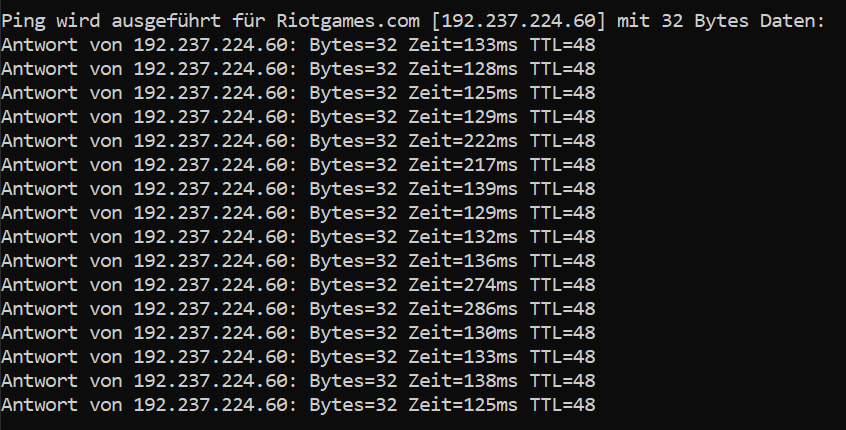 Ping wird ausgeführt für Riotgames.com [192.237.224.60] mit 32 Bytes Daten:
Antwort von 192.237.224.60: Bytes=32 Zeit=133ms TTL=48
Antwort von 192.237.224.60: Bytes=32 Zeit=128ms TTL=48
Antwort von 192.237.224.60: Bytes=32 Zeit=125ms TTL=48
Antwort von 192.237.224.60: Bytes=32 Zeit=129ms TTL=48
Antwort von 192.237.224.60: Bytes=32 Zeit=222ms TTL=48
Antwort von 192.237.224.60: Bytes=32 Zeit=217ms TTL=48
Antwort von 192.237.224.60: Bytes=32 Zeit=139ms TTL=48
Antwort von 192.237.224.60: Bytes=32 Zeit=129ms TTL=48
Antwort von 192.237.224.60: Bytes=32 Zeit=132ms TTL=48
Antwort von 192.237.224.60: Bytes=32 Zeit=136ms TTL=48
Antwort von 192.237.224.60: Bytes=32 Zeit=274ms TTL=48
Antwort von 192.237.224.60: Bytes=32 Zeit=286ms TTL=48
Antwort von 192.237.224.60: Bytes=32 Zeit=130ms TTL=48
Antwort von 192.237.224.60: Bytes=32 Zeit=133ms TTL=48
Antwort von 192.237.224.60: Bytes=32 Zeit=138ms TTL=48
Antwort von 192.237.224.60: Bytes=32 Zeit=125ms TTL=48